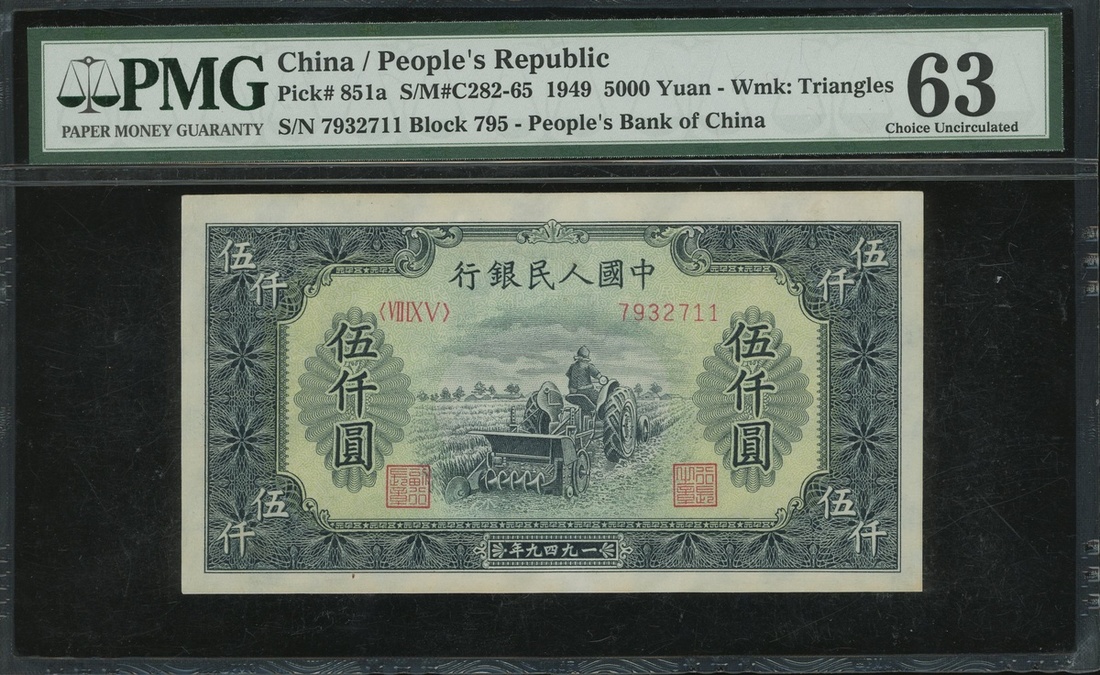 PMG
PAPER MONEY GUARANTY
China / People's Republic
Pick# 851a S/M#C282-65 1949 5000 Yuan - Wmk: Triangles
S/N 7932711 Block 795 - People's Bank of China
63
Choice Uncirculated
伍仟
伍仟
行銀民人國中
〈VIIIXV〉
7932711
伍仟圓
伍仟圓
伍仟
伍仟
年九四九一